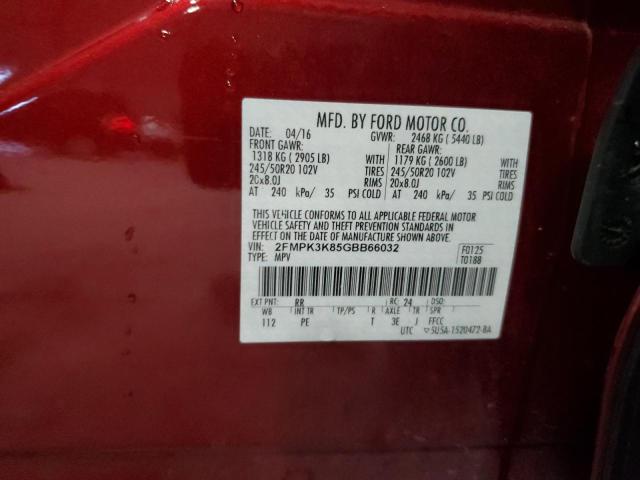 MFD. BY FORD MOTOR CO.
DATE: 04/16 GVWR: 2468 KG ( 5440 LB)
FRONT GAWR: REAR GAWR:
1318 KG ( 2905 LB) WITH 1179 KG ( 2600 LB) WITH
245/50R20 102V TIRES 245/50R20 102V TIRES
20x8.0J RIMS 20x8.0J RIMS
AT 240 kPa/ 35 PSI COLD AT 240 kPa/ 35 PSI COLD
THIS VEHICLE CONFORMS TO ALL APPLICABLE FEDERAL MOTOR
VEHICLE SAFETY AND THEFT PREVENTION STANDARDS IN EFFECT
ON THE DATE OF MANUFACTURE SHOWN ABOVE.
VIN: 2FMPK3K85GBB66032 F0125
TYPE: MPV T0188
EXT PNT: RR RC: 24 DSO:
WB INT TR TP/PS R AXLE TR SPR
112 PE T 3E J FFCC
UTC 5U5A-1520472-BA